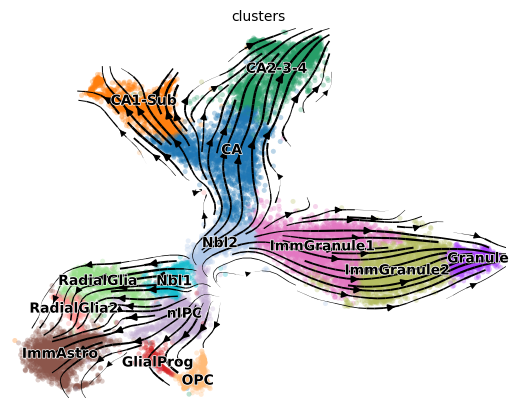 clusters
CA2-3-4
CA1-Sub
CA
Nbl2
ImmGranule1
Granule
ImmGranule2
RadialGlia
Nbl1
RadialGlia2
nIPC
ImmAstro
GlialProg
OPC